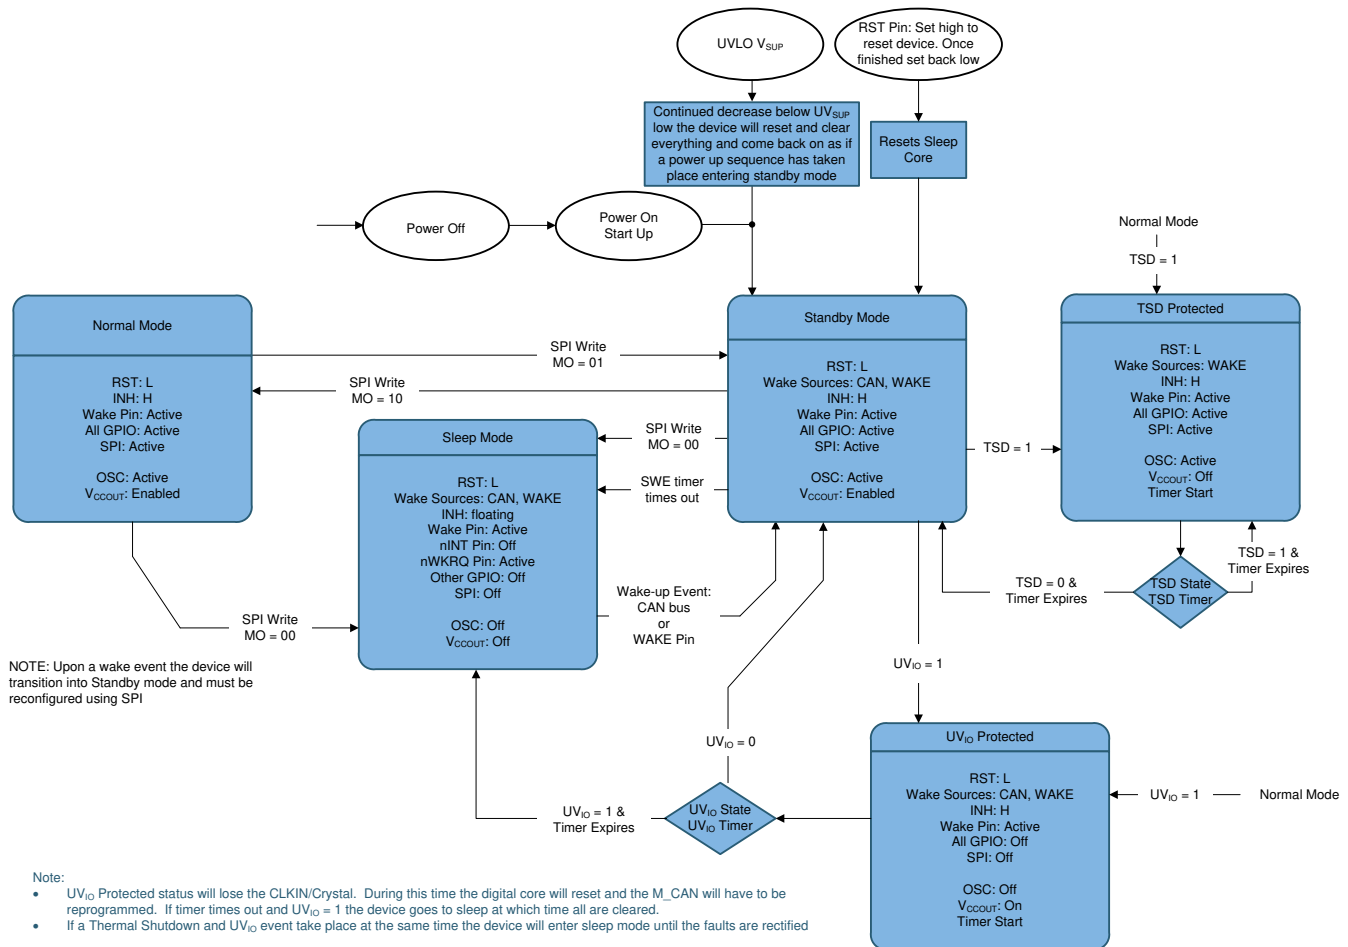 UVLO VSUP
RST Pin: Set high to
reset device. Once
finished set back low
Continued decrease below UVSUP
low the device will reset and clear
everything and come back on as if
a power up sequence has taken
place entering standby mode
Resets Sleep
Core
Power Off
Power On
Start Up
Normal Mode
TSD = 1
Normal Mode
RST: L
INH: H
Wake Pin: Active
All GPIO: Active
SPI: Active
OSC: Active
VCCOUT: Enabled
SPI Write
MO = 01
SPI Write
MO = 10
Standby Mode
RST: L
Wake Sources: CAN, WAKE
INH: H
Wake Pin: Active
All GPIO: Active
SPI: Active
OSC: Active
VCCOUT: Enabled
TSD = 1
TSD Protected
RST: L
Wake Sources: WAKE
INH: H
Wake Pin: Active
All GPIO: Active
SPI: Active
OSC: Active
VCCOUT: Off
Timer Start
SPI Write
MO = 00
SWE timer
times out
Sleep Mode
RST: L
Wake Sources: CAN, WAKE
INH: floating
Wake Pin: Active
nINT Pin: Off
nWKRQ Pin: Active
Other GPIO: Off
SPI: Off
OSC: Off
VCCOUT: Off
Wake-up Event:
CAN bus
or
WAKE Pin
TSD = 0 &
Timer Expires
TSD State
TSD Timer
TSD = 1 &
Timer Expires
SPI Write
MO = 00
NOTE: Upon a wake event the device will
transition into Standby mode and must be
reconfigured using SPI
UVIO = 1
UVIO = 0
UVIO Protected
RST: L
Wake Sources: CAN, WAKE
INH: H
Wake Pin: Active
All GPIO: Off
SPI: Off
OSC: Off
VCCOUT: On
Timer Start
UVIO = 1
Normal Mode
UVIO State
UVIO Timer
UVIO = 1 &
Timer Expires
Note:
• UVIO Protected status will lose the CLKIN/Crystal. During this time the digital core will reset and the M_CAN will have to be
reprogrammed. If timer times out and UVIO = 1 the device goes to sleep at which time all are cleared.
• If a Thermal Shutdown and UVIO event take place at the same time the device will enter sleep mode until the faults are rectified